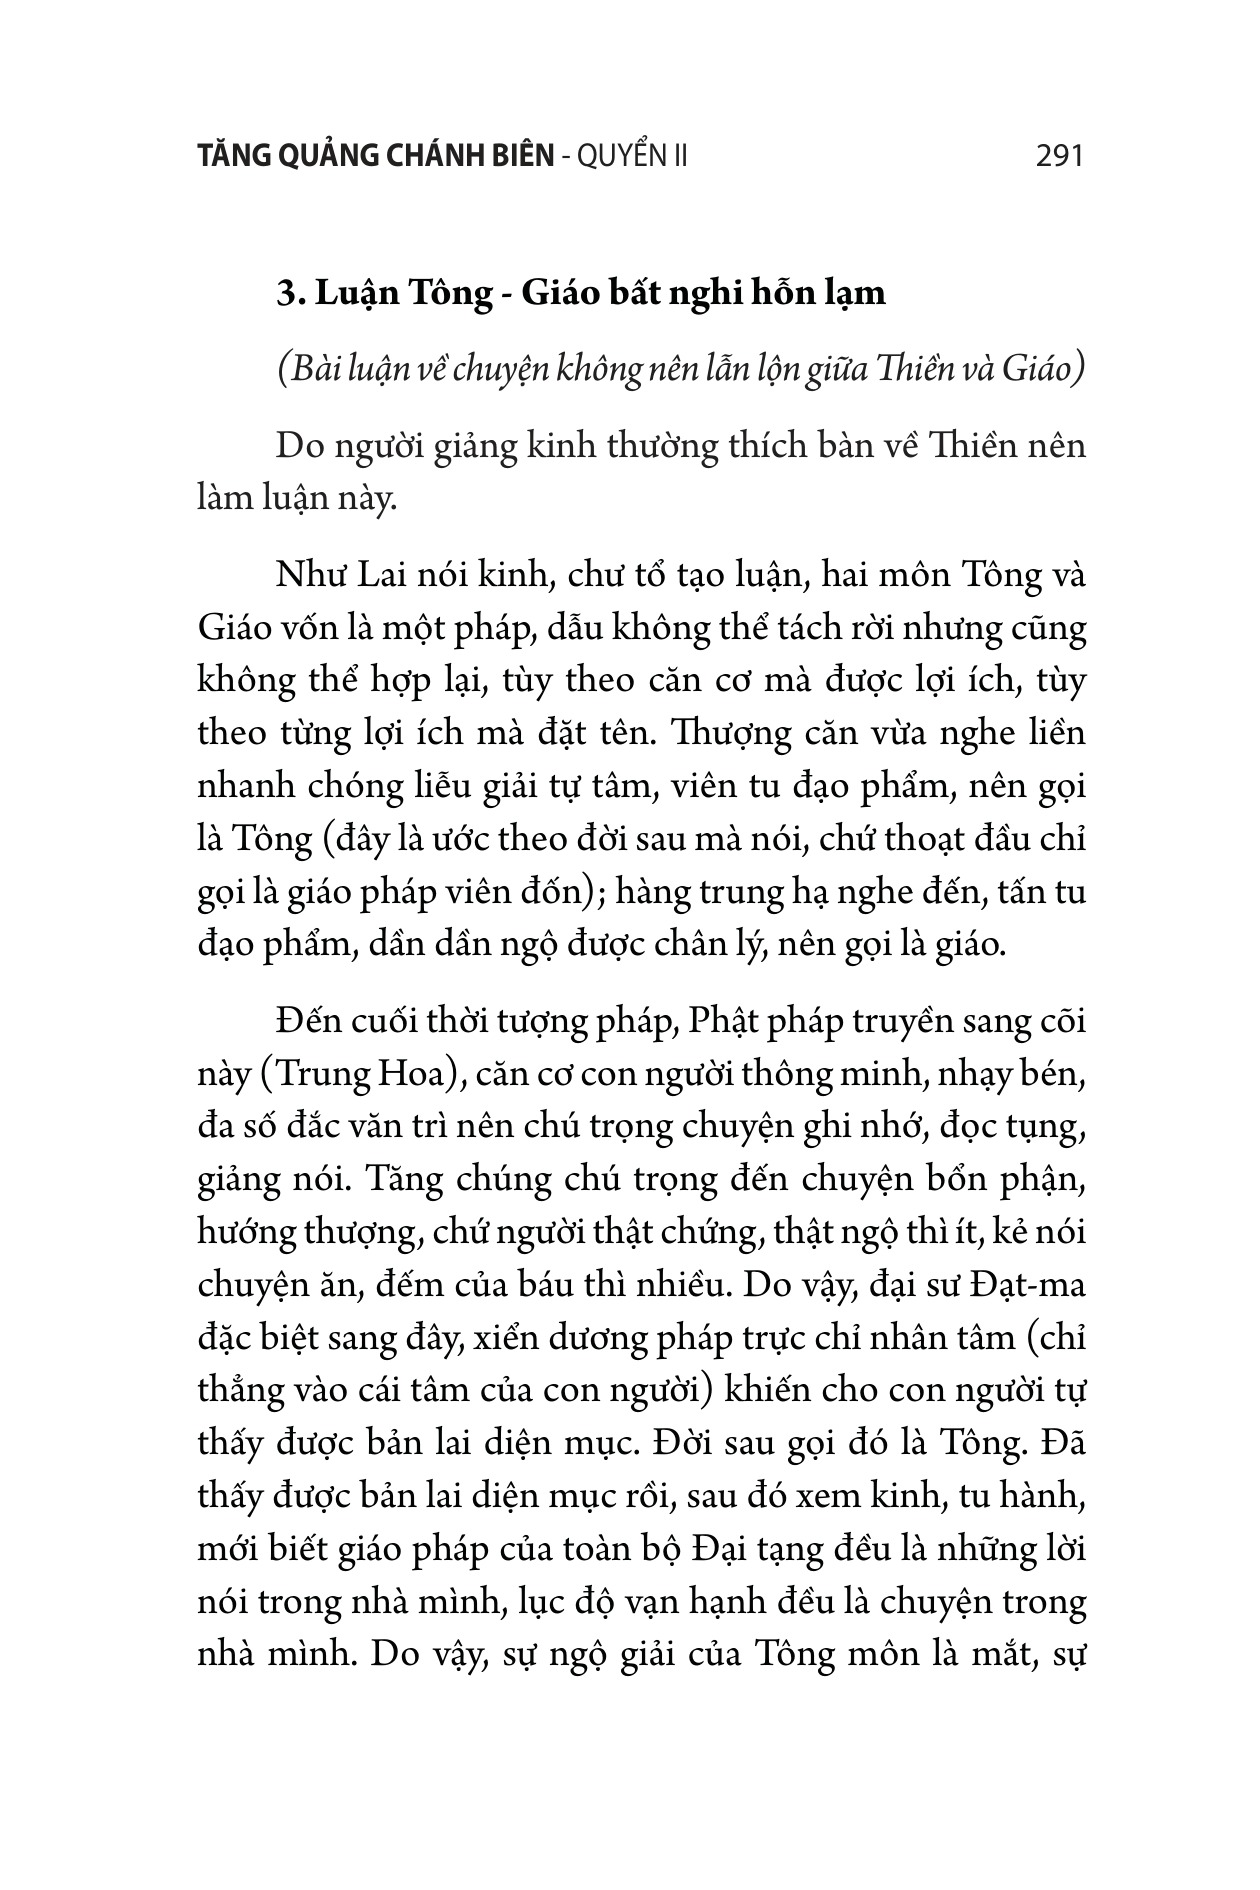 TĂNG QUẢNG CHÁNH BIÊN - QUYỂN II 291
3. Luận Tông - Giáo bất nghi hỗn lạm
(Bài luận về chuyện không nên lẫn lộn giữa Thiền và Giáo)
Do người giảng kinh thường thích bàn về Thiền nên
làm luận này.
Như Lai nói kinh, chư tổ tạo luận, hai môn Tông và
Giáo vốn là một pháp, dẫu không thể tách rời nhưng cũng
không thể hợp lại, tùy theo căn cơ mà được lợi ích, tùy
theo từng lợi ích mà đặt tên. Thượng căn vừa nghe liền
nhanh chóng liễu giải tự tâm, viên tu đạo phẩm, nên gọi
là Tông (đây là ước theo đời sau mà nói, chứ thoạt đầu chỉ
gọi là giáo pháp viên đốn); hàng trung hạ nghe đến, tấn tu
đạo phẩm, dần dần ngộ được chân lý, nên gọi là giáo.
Đến cuối thời tượng pháp, Phật pháp truyền sang cõi
này (Trung Hoa), căn cơ con người thông minh, nhạy bén,
đa số đắc văn trì nên chú trọng chuyện ghi nhớ, đọc tụng,
giảng nói. Tăng chúng chú trọng đến chuyện bổn phận,
hướng thượng, chứ người thật chứng, thật ngộ thì ít, kẻ nói
chuyện ăn, đếm của báu thì nhiều. Do vậy, đại sư Đạt-ma
đặc biệt sang đây, xiển dương pháp trực chỉ nhân tâm (chỉ
thẳng vào cái tâm của con người) khiến cho con người tự
thấy được bản lai diện mục. Đời sau gọi đó là Tông. Đã
thấy được bản lai diện mục rồi, sau đó xem kinh, tu hành,
mới biết giáo pháp của toàn bộ Đại tạng đều là những lời
nói trong nhà mình, lục độ vạn hạnh đều là chuyện trong
nhà mình. Do vậy, sự ngộ giải của Tông môn là mắt, sự